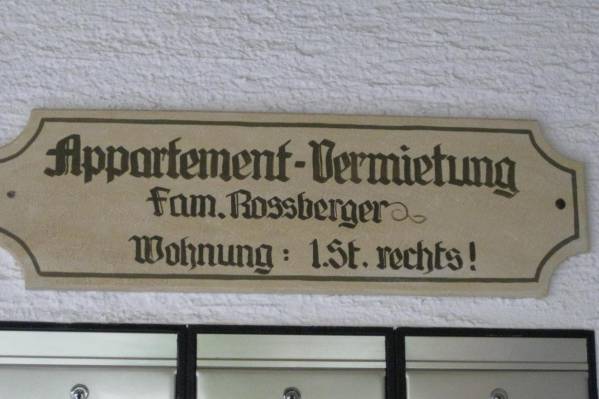 Appartement-Vermietung
Fam. Rossberger
Wohnung: 1.St. rechts!